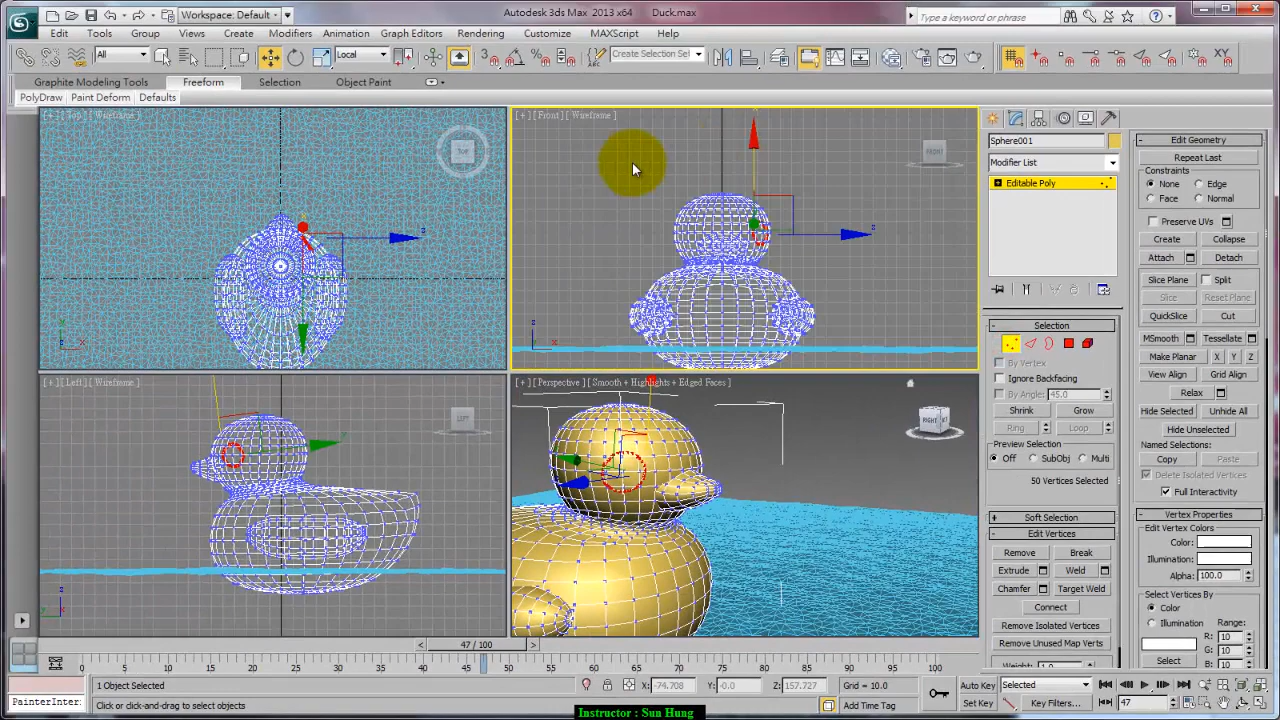 Workspace: Default
Autodesk 3ds Max 2013 x64 Duck.max
Type a keyword or phrase
Edit Tools Group Views Create Modifiers Animation Graph Editors Rendering Customize MAXScript Help
All
Local
Create Selection Set
Graphite Modeling Tools Freeform Selection Object Paint
PolyDraw Paint Deform Defaults
[+] [Top] [Wireframe]
TOP
[+] [Front] [Wireframe]
FRONT
[+] [Left] [Wireframe]
LEFT
[+] [Perspective] [Smooth + Highlights + Edged Faces]
RIGHT
Sphere001
Modifier List
Editable Poly
Selection
By Vertex
Ignore Backfacing
By Angle: 45.0
Shrink Grow
Ring Loop
Preview Selection
Off SubObj Multi
50 Vertices Selected
Soft Selection
Edit Vertices
Remove Break
Extrude Weld
Chamfer Target Weld
Connect
Remove Isolated Vertices
Remove Unused Map Verts
Weight: 1.0
Edit Geometry
Repeat Last
Constraints
None Edge
Face Normal
Preserve UVs
Create Collapse
Attach Detach
Slice Plane Split
Slice Reset Plane
QuickSlice Cut
MSmooth Tessellate
Make Planar X Y Z
View Align Grid Align
Relax
Hide Selected Unhide All
Hide Unselected
Named Selections:
Copy Paste
Delete Isolated Vertices
Full Interactivity
Vertex Properties
Edit Vertex Colors
Color:
Illumination:
Alpha: 100.0
Select Vertices By
Color
Illumination
Range:
R: 10
G: 10
B: 10
Select
47 / 100
0 5 10 15 20 25 30 35 40 45 50 55 60 65 70 75 80 85 90 95 100
1 Object Selected
X: -74.708 Y: -0.0 Z: 157.727 Grid = 10.0
Auto Key Selected
PainterInter:
Click or click-and-drag to select objects
Add Time Tag
Set Key Key Filters... 47
Instructor : Sun Hung